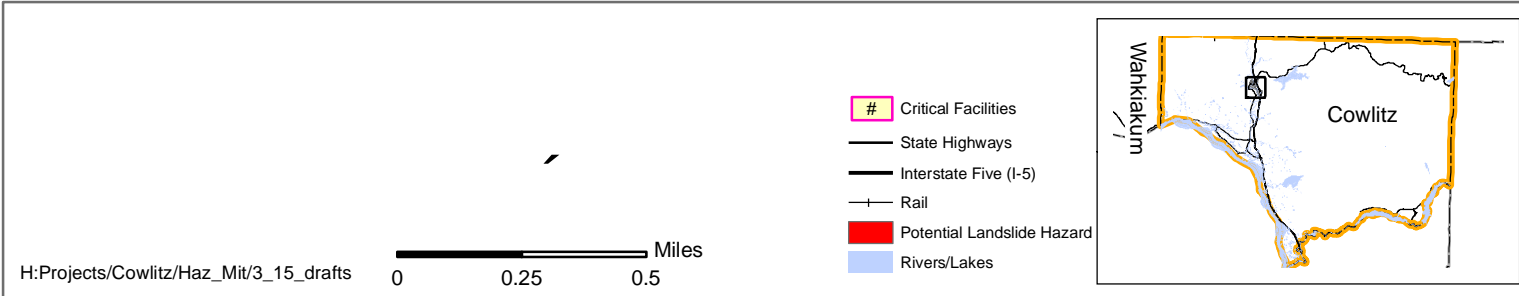 H:Projects/Cowlitz/Haz_Mit/3_15_drafts
Miles
0 0.25 0.5
# Critical Facilities
State Highways
Interstate Five (I-5)
Rail
Potential Landslide Hazard
Rivers/Lakes
Wahkiakum
Cowlitz